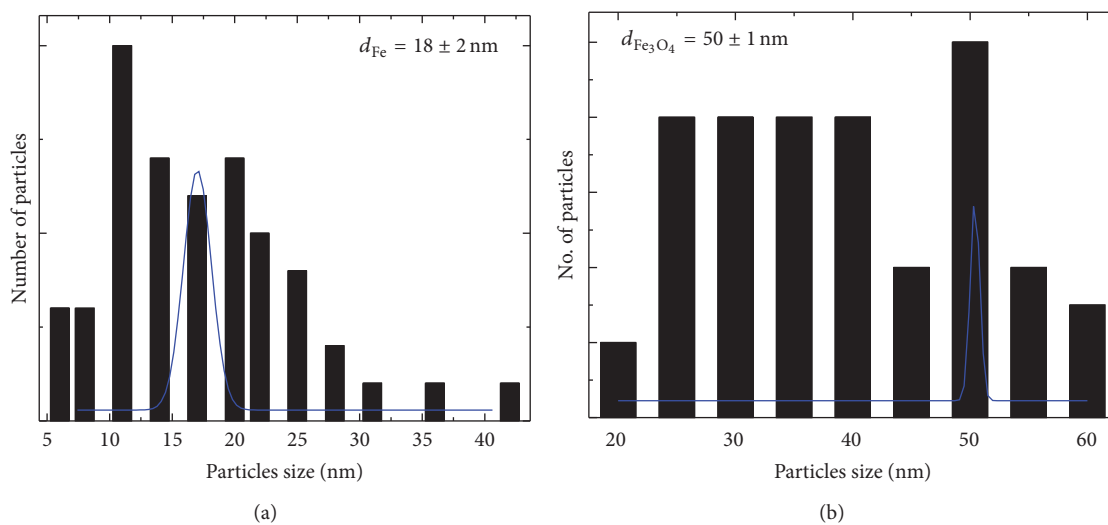 d_Fe = 18 ± 2 nm
Number of particles
5 10 15 20 25 30 35 40
Particles size (nm)
(a)
d_Fe₃O₄ = 50 ± 1 nm
No. of particles
20 30 40 50 60
Particles size (nm)
(b)